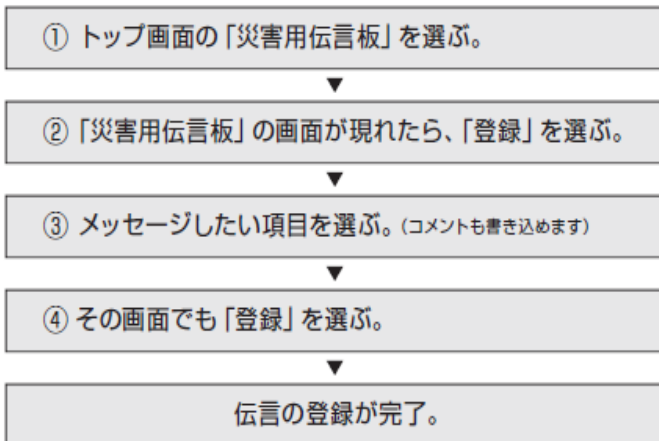 ① トップ画面の「災害用伝言板」を選ぶ。
▼
②「災害用伝言板」の画面が現れたら、「登録」を選ぶ。
▼
③ メッセージしたい項目を選ぶ。(コメントも書き込めます)
▼
④ その画面でも「登録」を選ぶ。
▼
伝言の登録が完了。